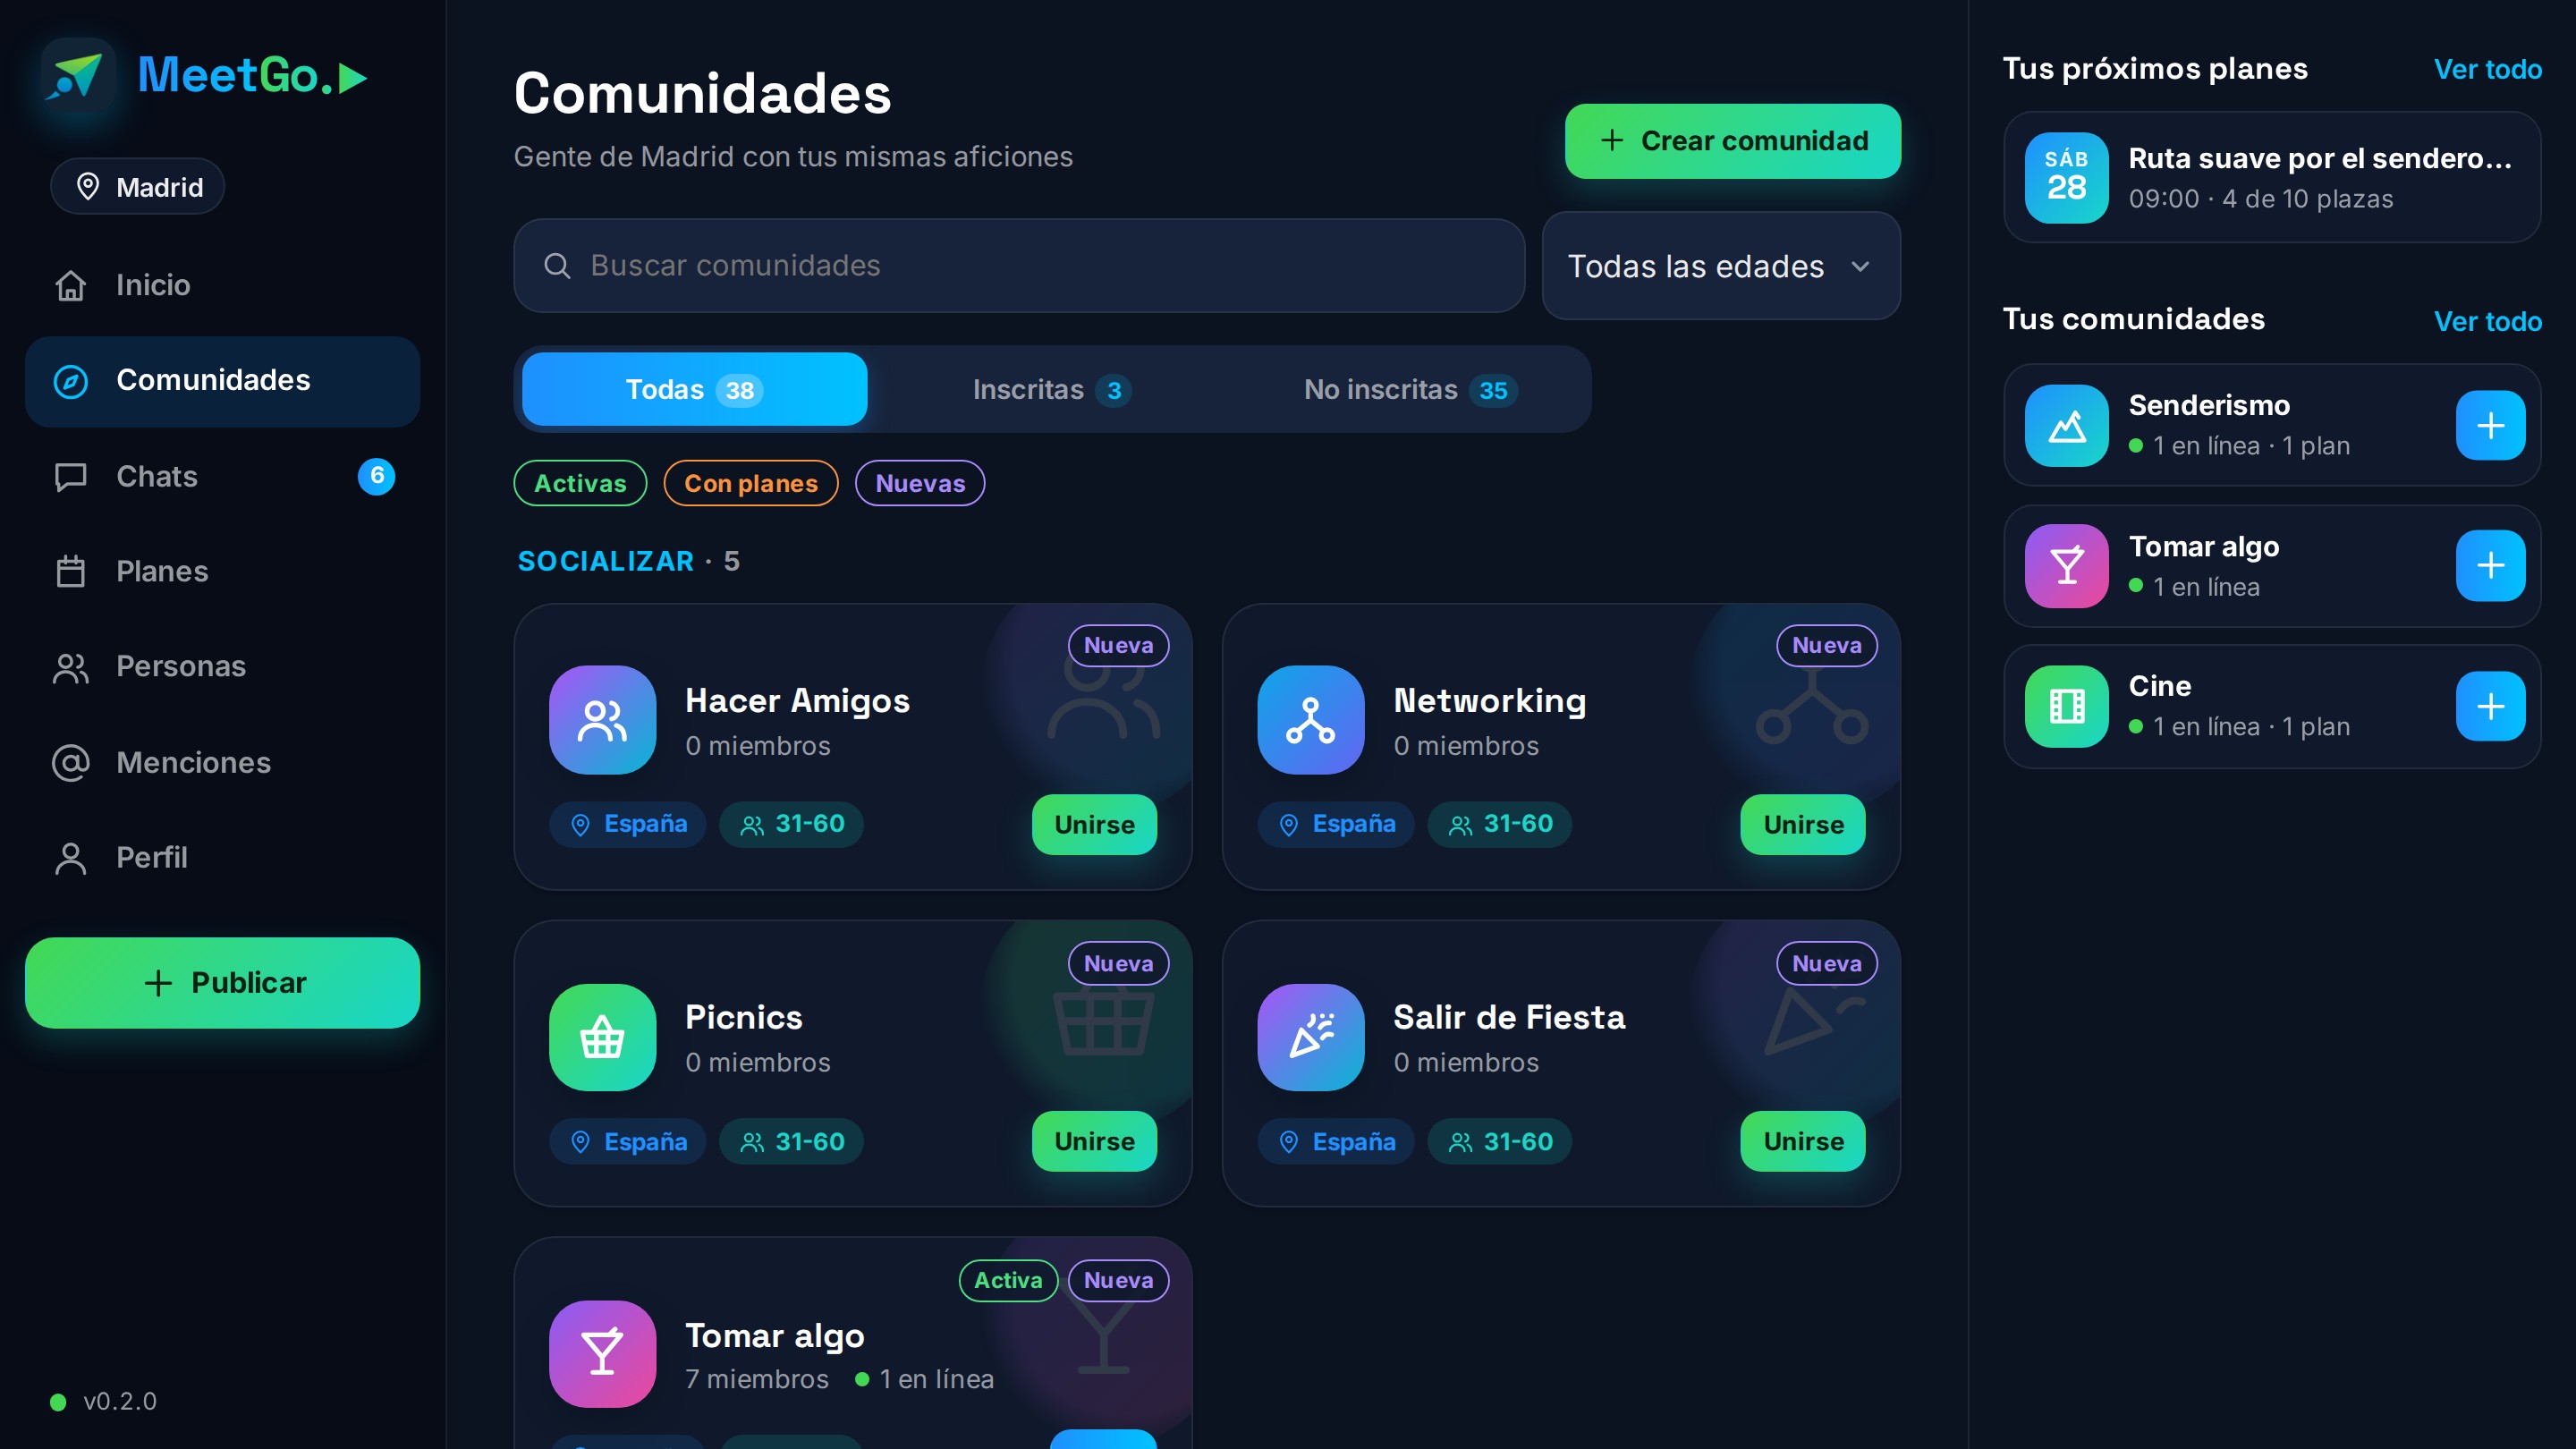 MeetGo.
Madrid
Inicio
Comunidades
Chats 6
Planes
Personas
Menciones
Perfil
+ Publicar
v0.2.0
Comunidades
Gente de Madrid con tus mismas aficiones
+ Crear comunidad
Buscar comunidades
Todas las edades
Todas 38
Inscritas 3
No inscritas 35
Activas
Con planes
Nuevas
SOCIALIZAR · 5
Nueva
Hacer Amigos
0 miembros
España
31-60
Unirse
Nueva
Networking
0 miembros
España
31-60
Unirse
Nueva
Picnics
0 miembros
España
31-60
Unirse
Nueva
Salir de Fiesta
0 miembros
España
31-60
Unirse
Activa
Nueva
Tomar algo
7 miembros
1 en línea
Tus próximos planes
Ver todo
SÁB
28
Ruta suave por el sendero...
09:00 · 4 de 10 plazas
Tus comunidades
Ver todo
Senderismo
1 en línea · 1 plan
Tomar algo
1 en línea
Cine
1 en línea · 1 plan